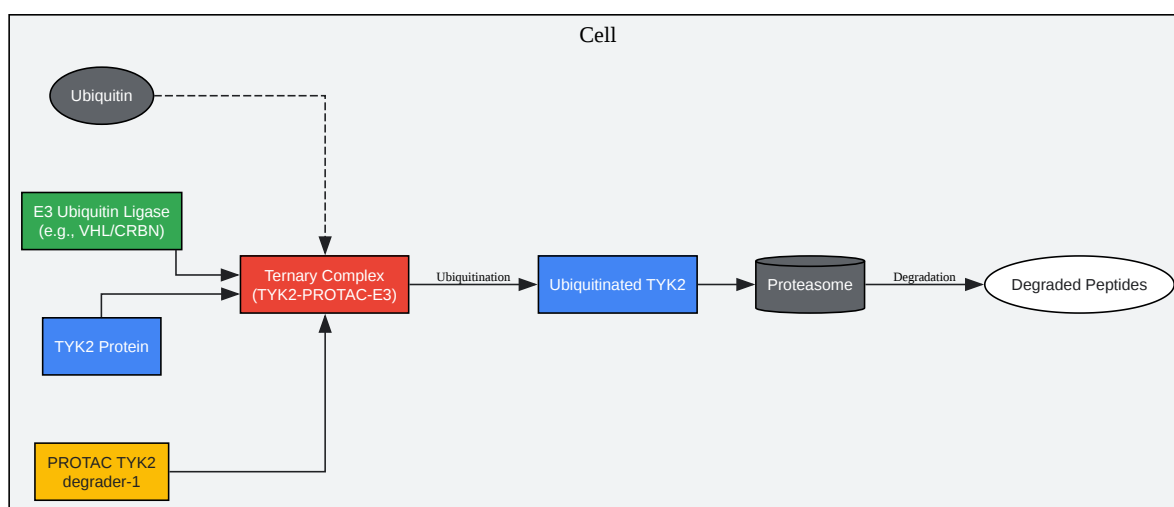 Cell
Ubiquitin
E3 Ubiquitin Ligase
(e.g., VHL/CRBN)
TYK2 Protein
PROTAC TYK2
degrader-1
Ternary Complex
(TYK2-PROTAC-E3)
Ubiquitination
Ubiquitinated TYK2
Proteasome
Degradation
Degraded Peptides